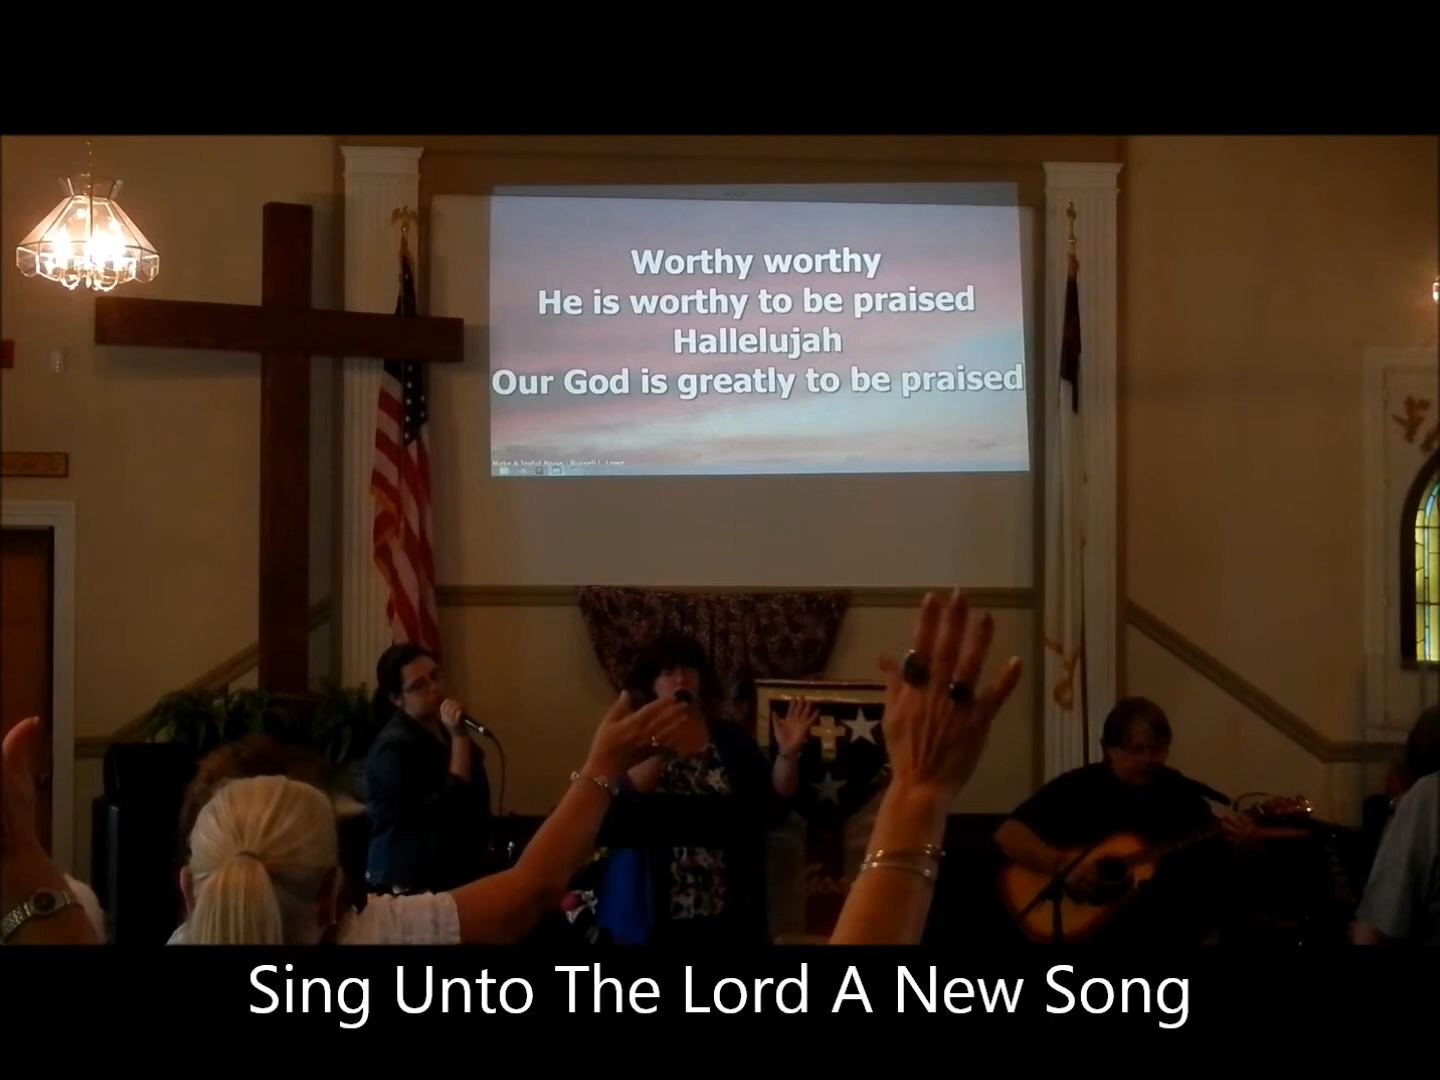 Worthy worthy
He is worthy to be praised
Hallelujah
Our God is greatly to be praised
Sing Unto The Lord A New Song